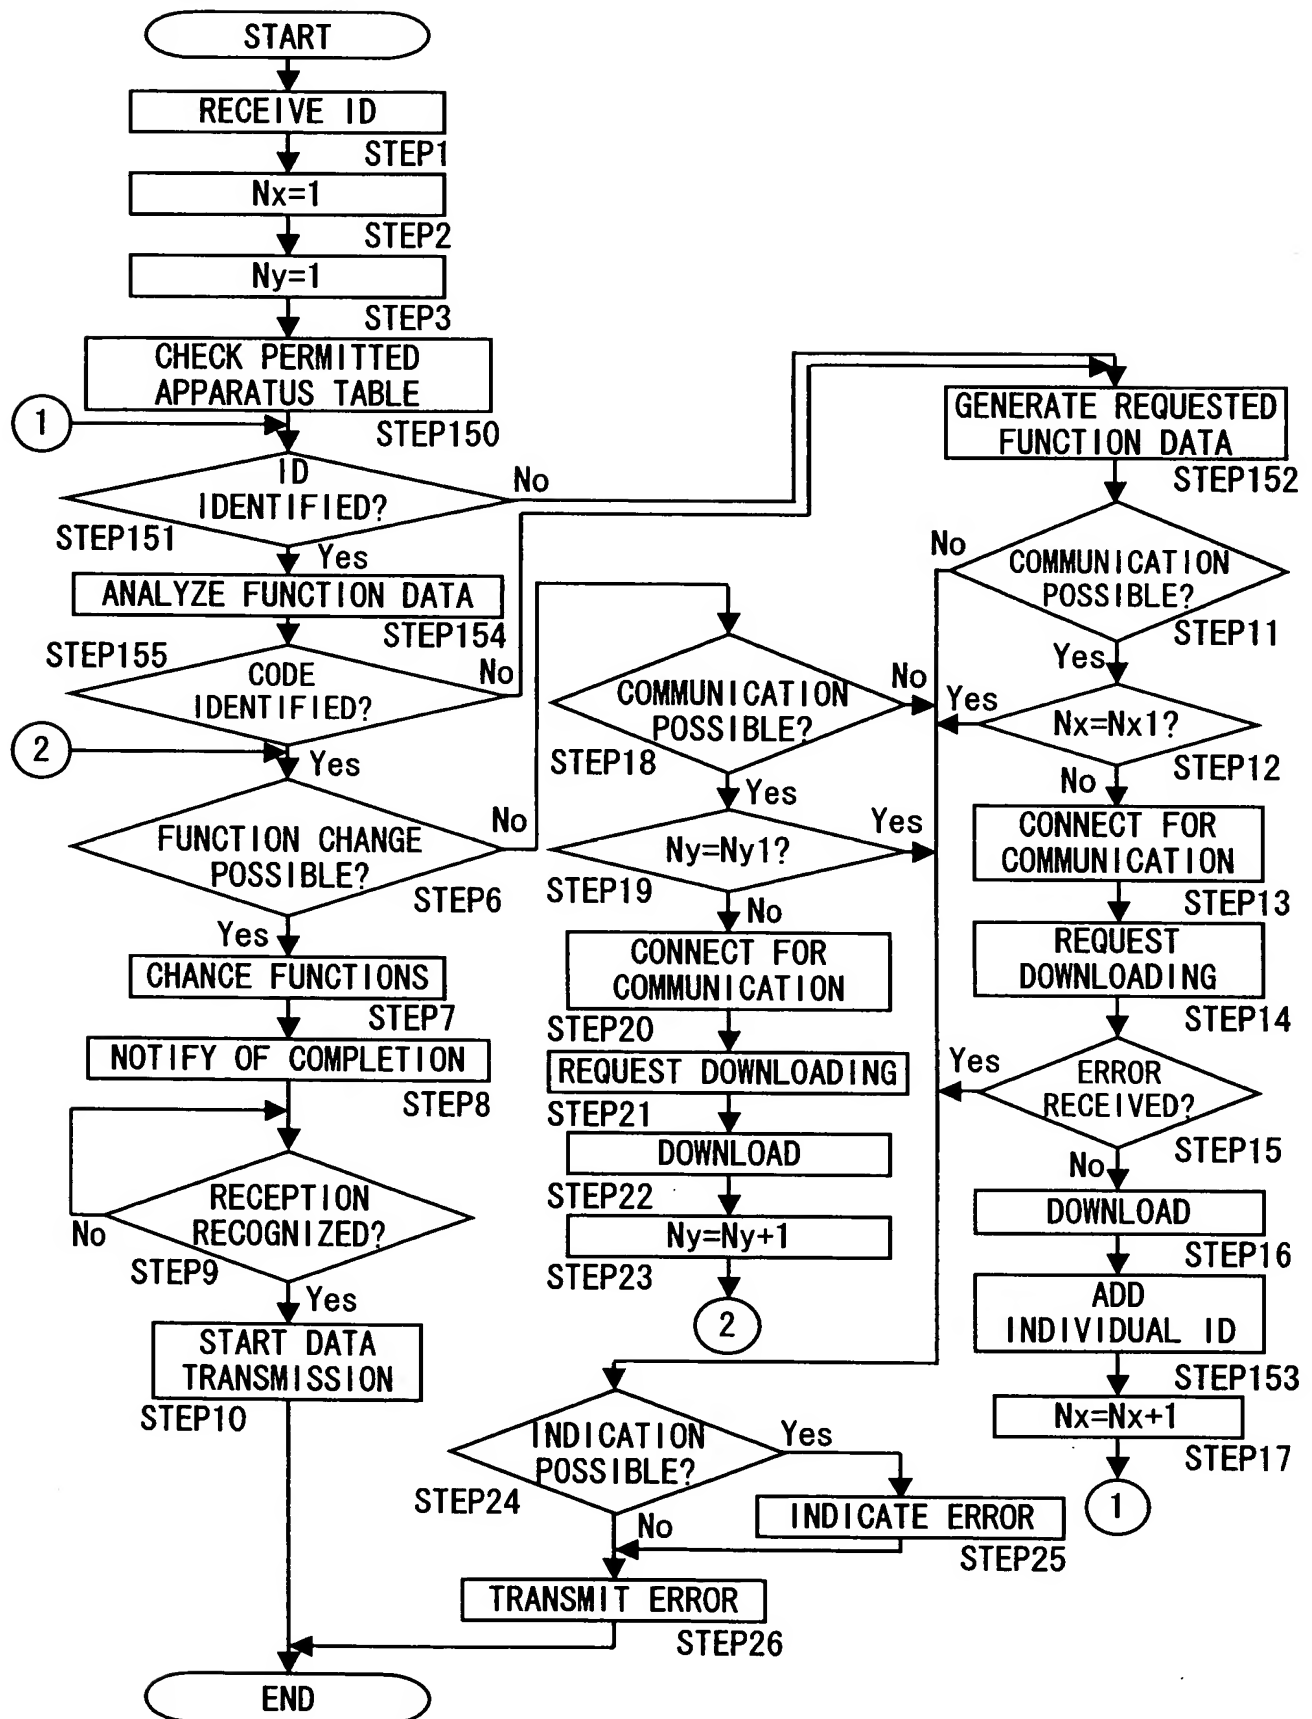 START
RECEIVE ID
STEP1
Nx=1
STEP2
Ny=1
STEP3
CHECK PERMITTED
APPARATUS TABLE
STEP150
1
ID
IDENTIFIED?
No
STEP151
Yes
ANALYZE FUNCTION DATA
STEP154
STEP155
CODE
IDENTIFIED?
No
2
Yes
FUNCTION CHANGE
POSSIBLE?
No
STEP6
Yes
CHANCE FUNCTIONS
STEP7
NOTIFY OF COMPLETION
STEP8
RECEPTION
RECOGNIZED?
No
STEP9
Yes
START DATA
TRANSMISSION
STEP10
END
COMMUNICATION
POSSIBLE?
No
STEP18
Yes
Ny=Ny1?
Yes
STEP19
No
CONNECT FOR
COMMUNICATION
STEP20
REQUEST DOWNLOADING
STEP21
DOWNLOAD
STEP22
Ny=Ny+1
STEP23
2
INDICATION
POSSIBLE?
Yes
STEP24
No
INDICATE ERROR
STEP25
TRANSMIT ERROR
STEP26
GENERATE REQUESTED
FUNCTION DATA
STEP152
No
COMMUNICATION
POSSIBLE?
STEP11
Yes
Yes
Nx=Nx1?
STEP12
No
CONNECT FOR
COMMUNICATION
STEP13
REQUEST
DOWNLOADING
STEP14
Yes
ERROR
RECEIVED?
STEP15
No
DOWNLOAD
STEP16
ADD
INDIVIDUAL ID
STEP153
Nx=Nx+1
STEP17
1